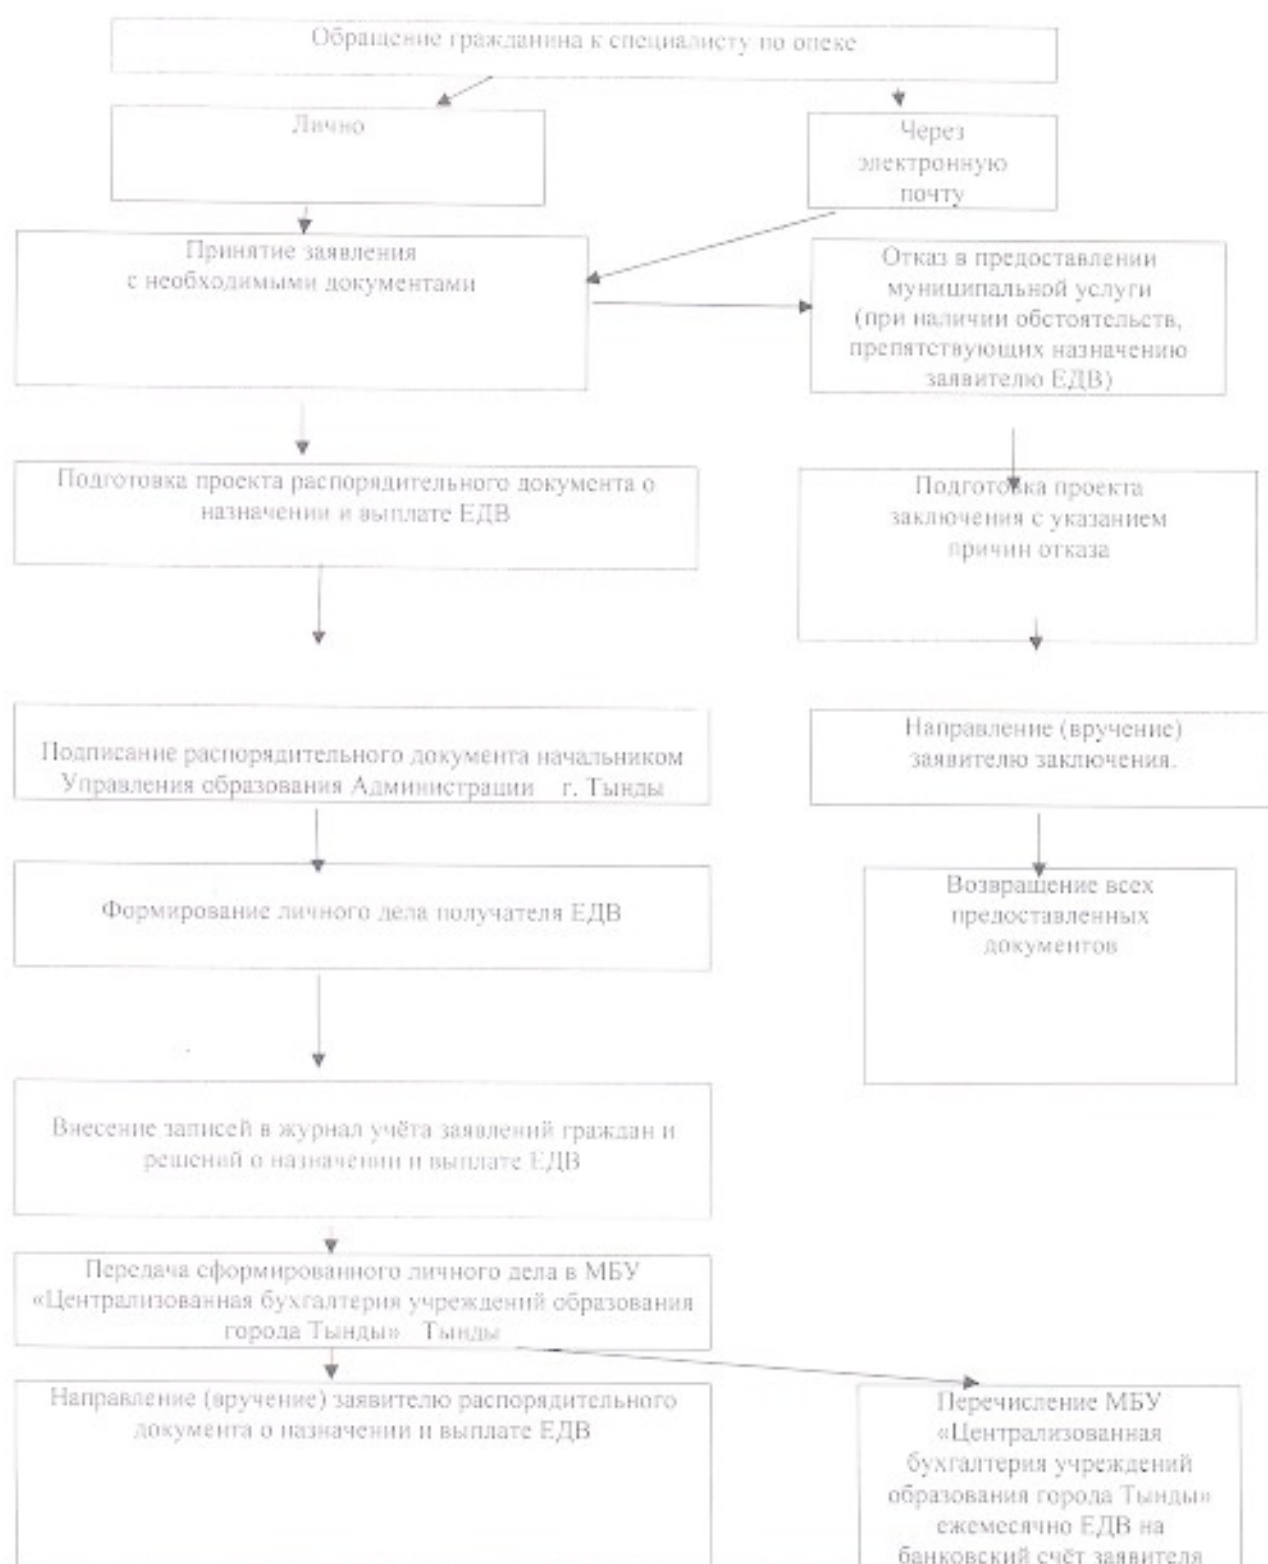 Обращение гражданина к специалисту по опеке
Лично
Через
электронную
почту
Принятие заявления
с необходимыми документами
Отказ в предоставлении
муниципальной услуги
(при наличии обстоятельств,
препятствующих назначению
заявителю ЕДВ)
Подготовка проекта распорядительного документа о
назначении и выплате ЕДВ
Подготовка проекта
заключения с указанием
причин отказа
Подписание распорядительного документа начальником
Управления образования Администрации г. Тынды
Направление (вручение)
заявителю заключения.
Формирование личного дела получателя ЕДВ
Возвращение всех
предоставленных
документов
Внесение записей в журнал учёта заявлений граждан и
решений о назначении и выплате ЕДВ
Передача сформированного личного дела в МБУ
«Централизованная бухгалтерия учреждений образования
города Тынды» Тынды
Направление (вручение) заявителю распорядительного
документа о назначении и выплате ЕДВ
Перечисление МБУ
«Централизованная
бухгалтерия учреждений
образования города Тынды»
ежемесячно ЕДВ на
банковский счёт заявителя